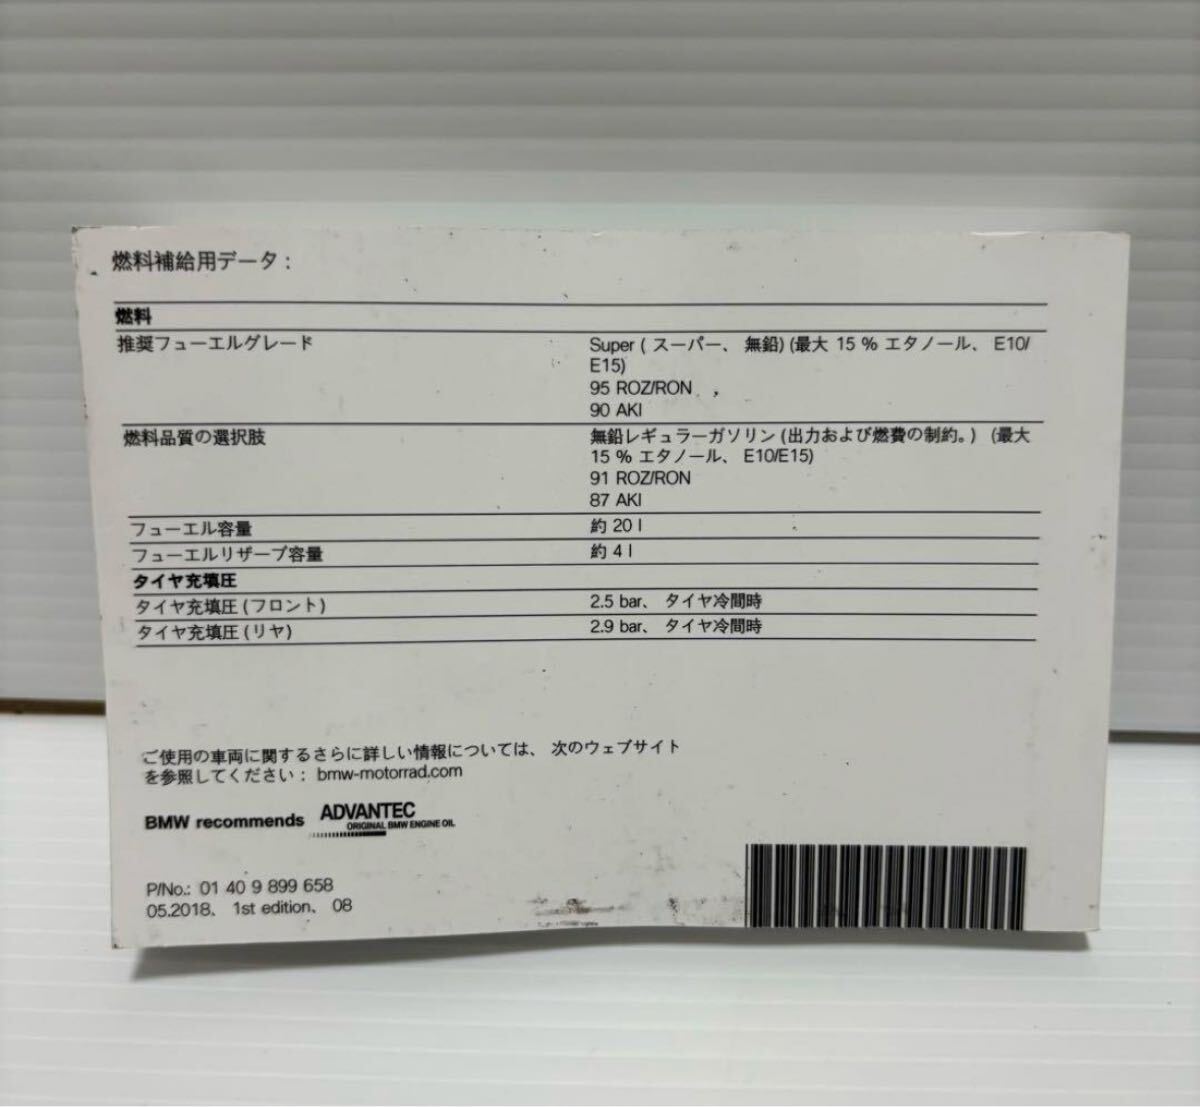 燃料補給用データ:
燃料
推奨フューエルグレード
Super ( スーパー、 無鉛) (最大 15 % エタノール、 E10/
E15)
95 ROZ/RON
90 AKI
燃料品質の選択肢
無鉛レギュラーガソリン (出力および燃費の制約。) (最大
15 % エタノール、 E10/E15)
91 ROZ/RON
87 AKI
フューエル容量
約 20 l
フューエルリザーブ容量
約 4 l
タイヤ充填圧
タイヤ充填圧 (フロント)
2.5 bar、 タイヤ冷間時
タイヤ充填圧 (リヤ)
2.9 bar、 タイヤ冷間時
ご使用の車両に関するさらに詳しい情報については、 次のウェブサイト
を参照してください : bmw-motorrad.com
BMW recommends
ADVANTEC
ORIGINAL BMW ENGINE OIL
P/No.: 01 40 9 899 658
05.2018、 1st edition、 08